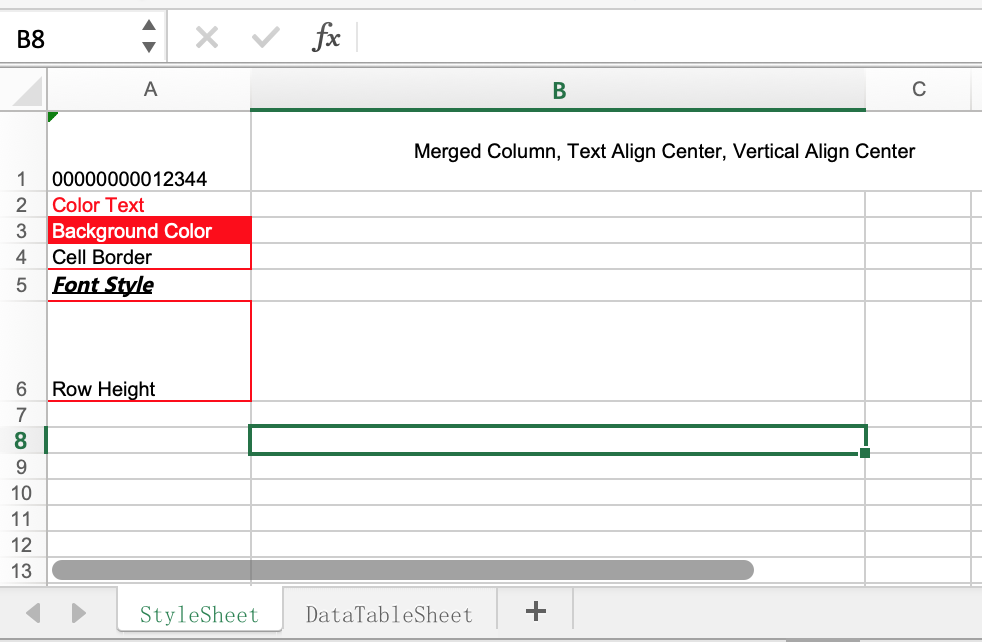 B8
fx
A B C
Merged Column, Text Align Center, Vertical Align Center
1 00000000012344
2 Color Text
3 Background Color
4 Cell Border
5 Font Style
6 Row Height
7
8
9
10
11
12
13
StyleSheet DataTableSheet +